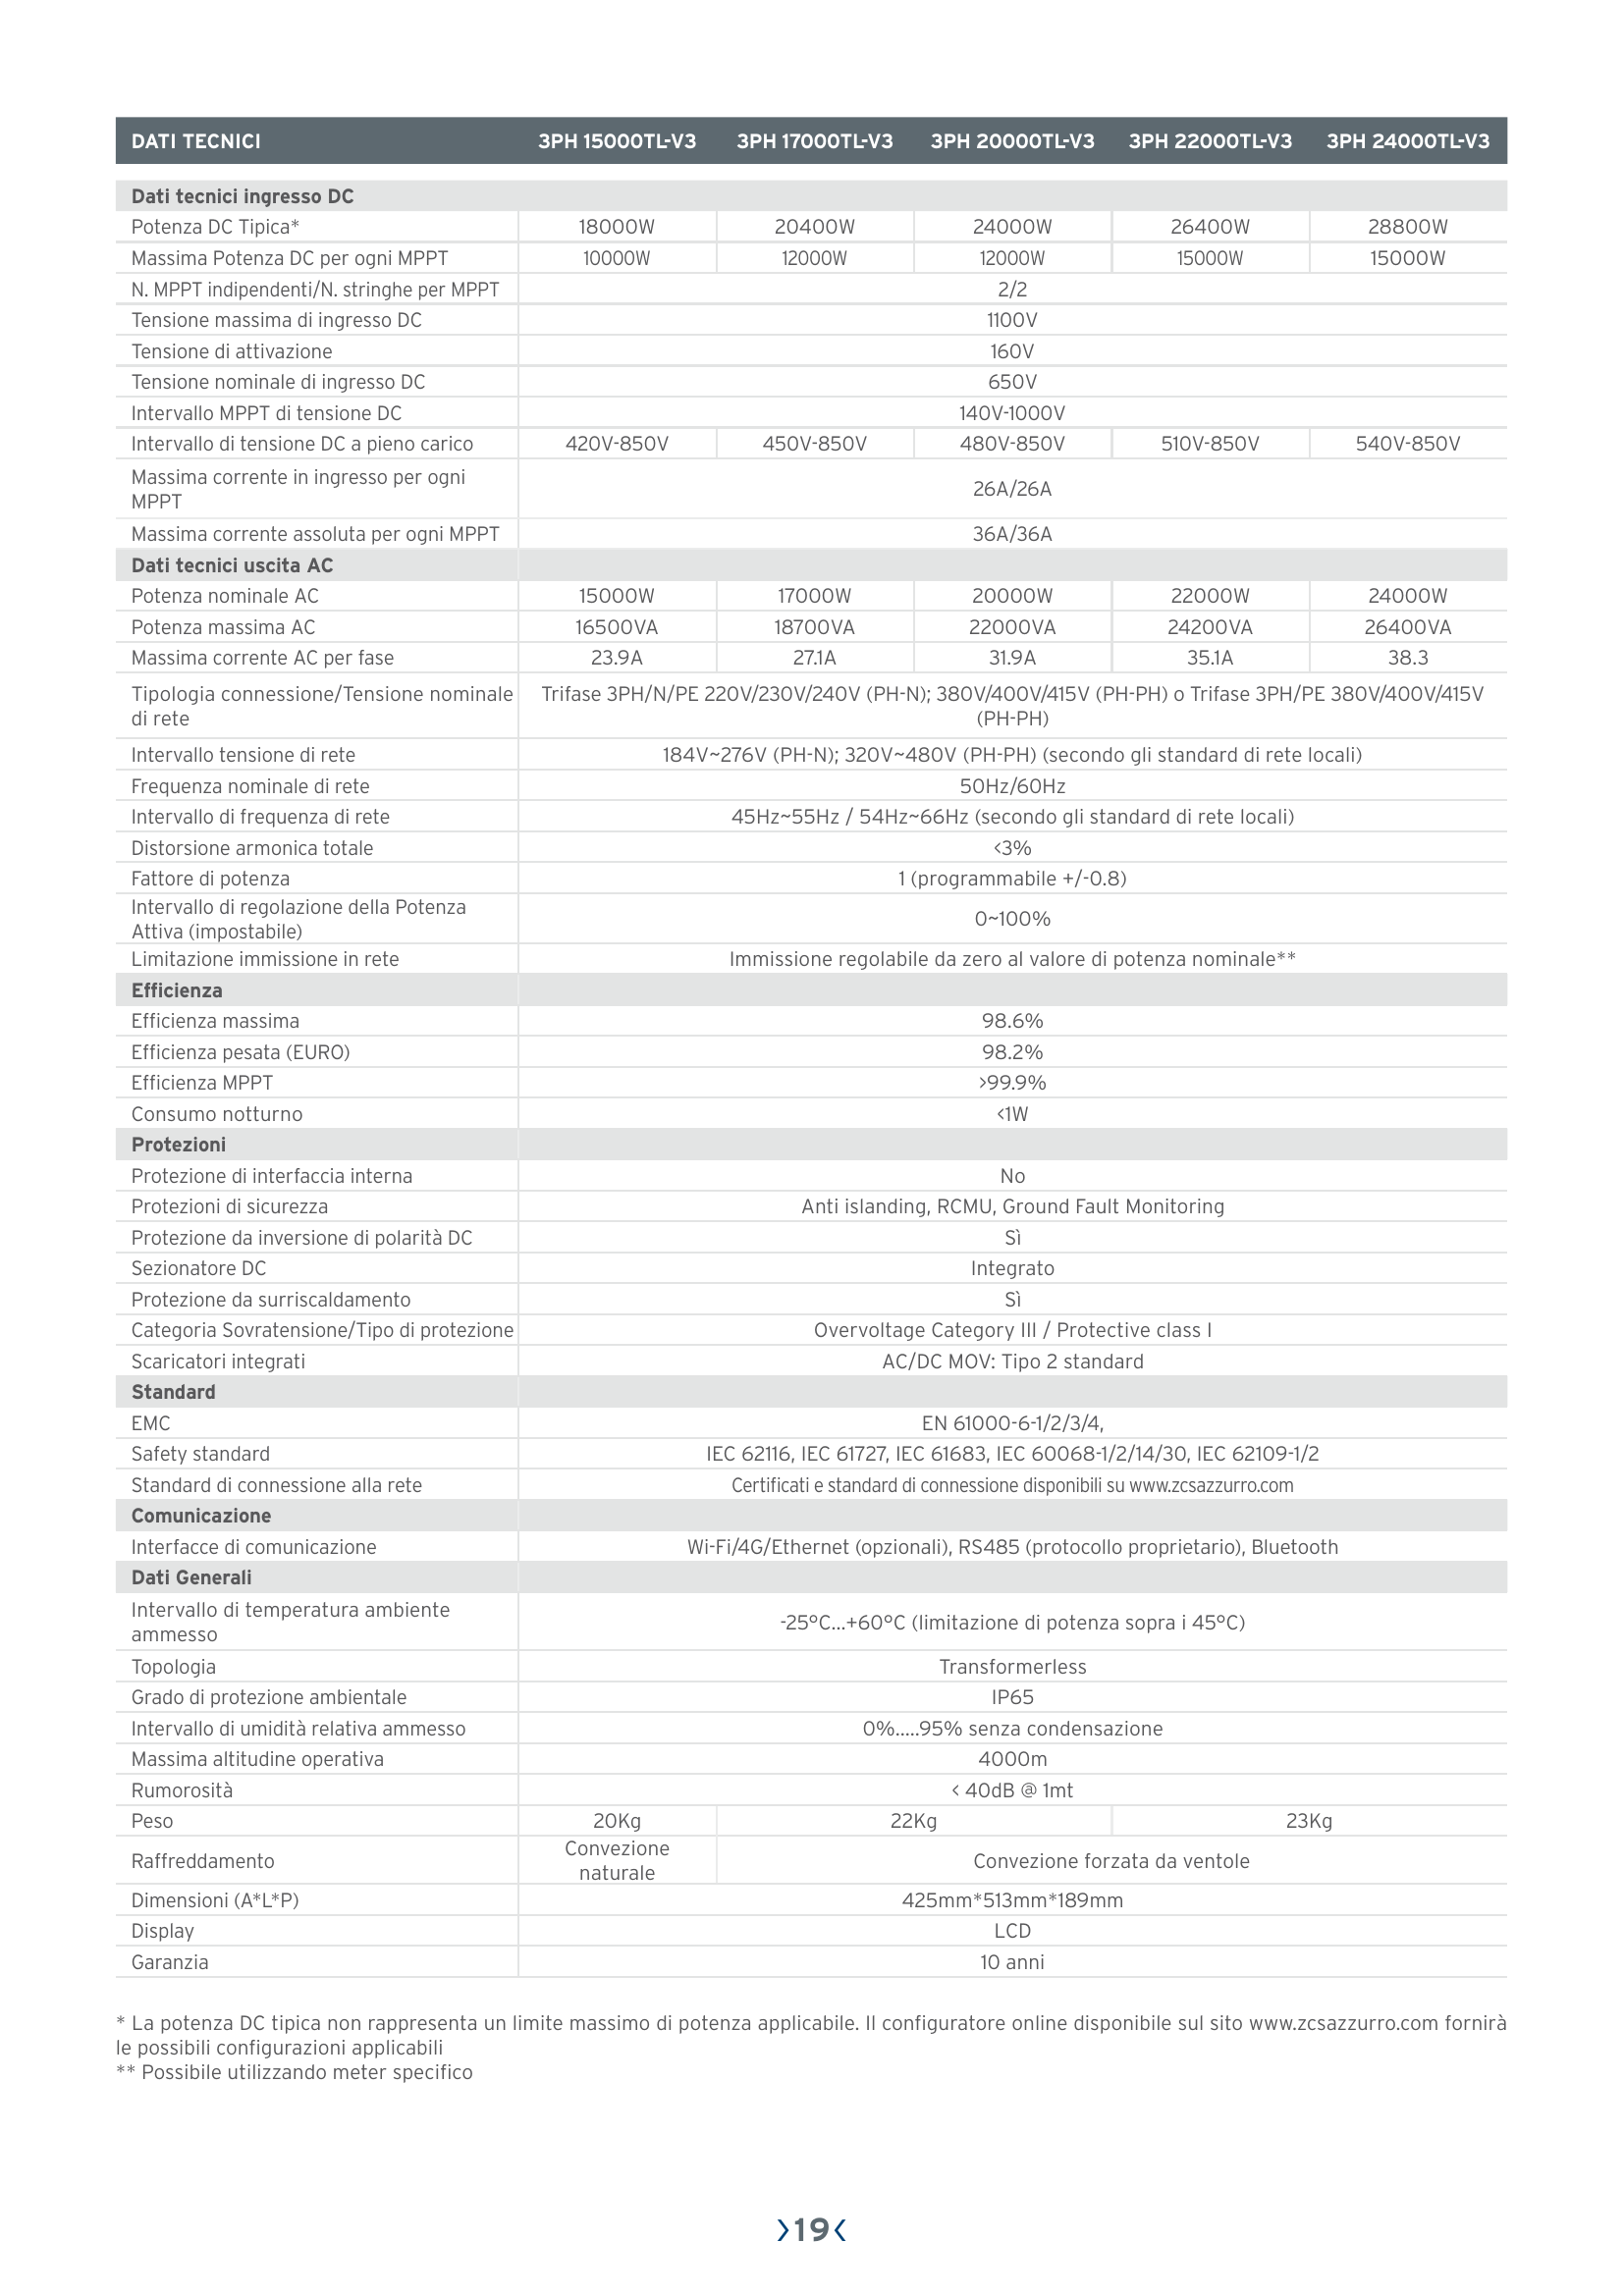 DATI TECNICI 3PH 15000TL-V3 3PH 17000TL-V3 3PH 20000TL-V3 3PH 22000TL-V3 3PH 24000TL-V3
Dati tecnici ingresso DC
Potenza DC Tipica* 18000W 20400W 24000W 26400W 28800W
Massima Potenza DC per ogni MPPT 10000W 12000W 12000W 15000W 15000W
N. MPPT indipendenti/N. stringhe per MPPT 2/2
Tensione massima di ingresso DC 1100V
Tensione di attivazione 160V
Tensione nominale di ingresso DC 650V
Intervallo MPPT di tensione DC 140V-1000V
Intervallo di tensione DC a pieno carico 420V-850V 450V-850V 480V-850V 510V-850V 540V-850V
Massima corrente in ingresso per ogni
MPPT 26A/26A
Massima corrente assoluta per ogni MPPT 36A/36A
Dati tecnici uscita AC
Potenza nominale AC 15000W 17000W 20000W 22000W 24000W
Potenza massima AC 16500VA 18700VA 22000VA 24200VA 26400VA
Massima corrente AC per fase 23.9A 27.1A 31.9A 35.1A 38.3
Tipologia connessione/Tensione nominale Trifase 3PH/N/PE 220V/230V/240V (PH-N); 380V/400V/415V (PH-PH) o Trifase 3PH/PE 380V/400V/415V
di rete (PH-PH)
Intervallo tensione di rete 184V~276V (PH-N); 320V~480V (PH-PH) (secondo gli standard di rete locali)
Frequenza nominale di rete 50Hz/60Hz
Intervallo di frequenza di rete 45Hz~55Hz / 54Hz~66Hz (secondo gli standard di rete locali)
Distorsione armonica totale <3%
Fattore di potenza 1 (programmabile +/-0.8)
Intervallo di regolazione della Potenza
Attiva (impostabile) 0~100%
Limitazione immissione in rete Immissione regolabile da zero al valore di potenza nominale**
Efficienza
Efficienza massima 98.6%
Efficienza pesata (EURO) 98.2%
Efficienza MPPT >99.9%
Consumo notturno <1W
Protezioni
Protezione di interfaccia interna No
Protezioni di sicurezza Anti islanding, RCMU, Ground Fault Monitoring
Protezione da inversione di polarità DC Sì
Sezionatore DC Integrato
Protezione da surriscaldamento Sì
Categoria Sovratensione/Tipo di protezione Overvoltage Category III / Protective class I
Scaricatori integrati AC/DC MOV: Tipo 2 standard
Standard
EMC EN 61000-6-1/2/3/4,
Safety standard IEC 62116, IEC 61727, IEC 61683, IEC 60068-1/2/14/30, IEC 62109-1/2
Standard di connessione alla rete Certificati e standard di connessione disponibili su www.zcsazzurro.com
Comunicazione
Interfacce di comunicazione Wi-Fi/4G/Ethernet (opzionali), RS485 (protocollo proprietario), Bluetooth
Dati Generali
Intervallo di temperatura ambiente
ammesso -25°C...+60°C (limitazione di potenza sopra i 45°C)
Topologia Transformerless
Grado di protezione ambientale IP65
Intervallo di umidità relativa ammesso 0%.....95% senza condensazione
Massima altitudine operativa 4000m
Rumorosità < 40dB @ 1mt
Peso 20Kg 22Kg 23Kg
Raffreddamento Convezione
naturale Convezione forzata da ventole
Dimensioni (A*L*P) 425mm*513mm*189mm
Display LCD
Garanzia 10 anni
* La potenza DC tipica non rappresenta un limite massimo di potenza applicabile. Il configuratore online disponibile sul sito www.zcsazzurro.com fornirà
le possibili configurazioni applicabili
** Possibile utilizzando meter specifico
19